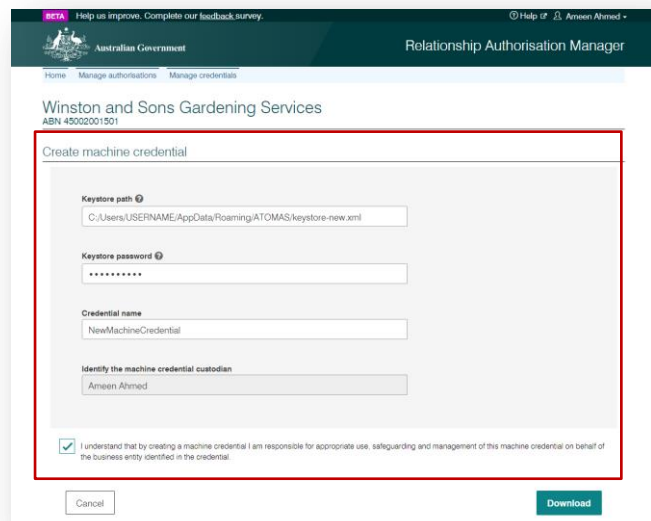 BETA Help us improve. Complete our feedback survey. Help Ameen Ahmed
Australian Government Relationship Authorisation Manager
Home Manage authorisations Manage credentials
Winston and Sons Gardening Services
ABN 45002001501
Create machine credential
Keystore path
C:/Users/USERNAME/AppData/Roaming/ATOMAS/keystore-new.xml
Keystore password
••••••••••
Credential name
NewMachineCredential
Identify the machine credential custodian
Ameen Ahmed
I understand that by creating a machine credential I am responsible for appropriate use, safeguarding and management of this machine credential on behalf of
the business entity identified in the credential.
Cancel Download